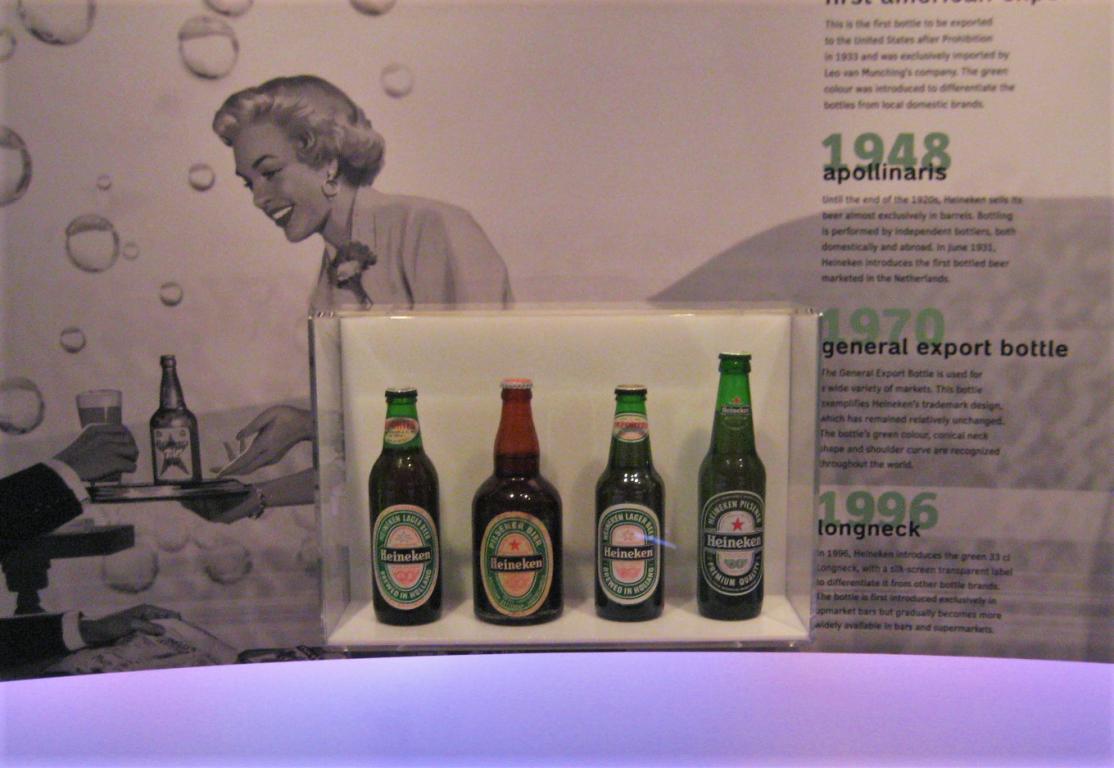 first american
This is the first bottle to be exported
to the United States after Prohibition
in 1933 and was exclusively imported by
Leo van Munching's company. The green
colour was introduced to differentiate the
bottles from local domestic brands.
1948
apollinaris
Until the end of the 1920s, Heineken sells its
beer almost exclusively in barrels. Bottling
is performed by independent bottlers, both
domestically and abroad. In June 1931,
Heineken introduces the first bottled beer
marketed in the Netherlands.
1970
general export bottle
The General Export Bottle is used for
a wide variety of markets. This bottle
exemplifies Heineken's trademark design,
which has remained relatively unchanged.
The bottle's green colour, conical neck
shape and shoulder curve are recognized
throughout the world.
1996
longneck
In 1996, Heineken introduces the green 33 cl
Longneck, with a silk-screen transparent label
to differentiate it from other bottle brands.
The bottle is first introduced exclusively in
upmarket bars but gradually becomes more
widely available in bars and supermarkets.
IMPORTED
HEINEKEN LAGER BEER
Heineken
BREWED IN HOLLAND
PILSENER BIER
Heineken
IMPORTED
HEINEKEN LAGER BEER
Heineken
BREWED IN HOLLAND
Heineken
HEINEKEN PILSENER
Heineken
PREMIUM QUALITY